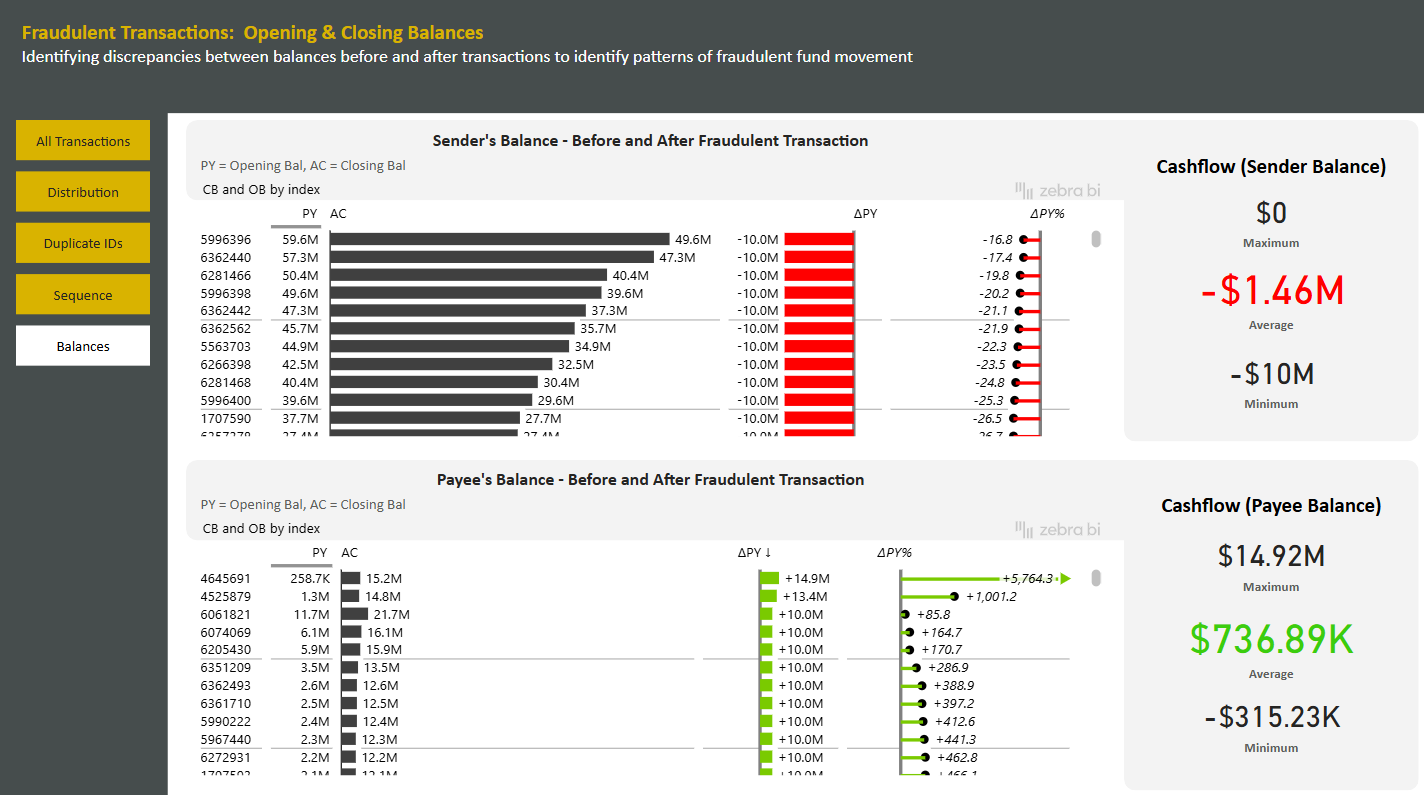 Fraudulent Transactions: Opening & Closing Balances
Identifying discrepancies between balances before and after transactions to identify patterns of fraudulent fund movement
All Transactions
Distribution
Duplicate IDs
Sequence
Balances
Sender's Balance - Before and After Fraudulent Transaction
PY = Opening Bal, AC = Closing Bal
CB and OB by index
zebra bi
PY AC ΔPY ΔPY%
5996396 59.6M 49.6M -10.0M -16.8
6362440 57.3M 47.3M -10.0M -17.4
6281466 50.4M 40.4M -10.0M -19.8
5996398 49.6M 39.6M -10.0M -20.2
6362442 47.3M 37.3M -10.0M -21.1
6362562 45.7M 35.7M -10.0M -21.9
5563703 44.9M 34.9M -10.0M -22.3
6266398 42.5M 32.5M -10.0M -23.5
6281468 40.4M 30.4M -10.0M -24.8
5996400 39.6M 29.6M -10.0M -25.3
1707590 37.7M 27.7M -10.0M -26.5
Cashflow (Sender Balance)
$0
Maximum
-$1.46M
Average
-$10M
Minimum
Payee's Balance - Before and After Fraudulent Transaction
PY = Opening Bal, AC = Closing Bal
CB and OB by index
zebra bi
PY AC ΔPY ↓ ΔPY%
4645691 258.7K 15.2M +14.9M +5,764.3
4525879 1.3M 14.8M +13.4M +1,001.2
6061821 11.7M 21.7M +10.0M +85.8
6074069 6.1M 16.1M +10.0M +164.7
6205430 5.9M 15.9M +10.0M +170.7
6351209 3.5M 13.5M +10.0M +286.9
6362493 2.6M 12.6M +10.0M +388.9
6361710 2.5M 12.5M +10.0M +397.2
5990222 2.4M 12.4M +10.0M +412.6
5967440 2.3M 12.3M +10.0M +441.3
6272931 2.2M 12.2M +10.0M +462.8
Cashflow (Payee Balance)
$14.92M
Maximum
$736.89K
Average
-$315.23K
Minimum